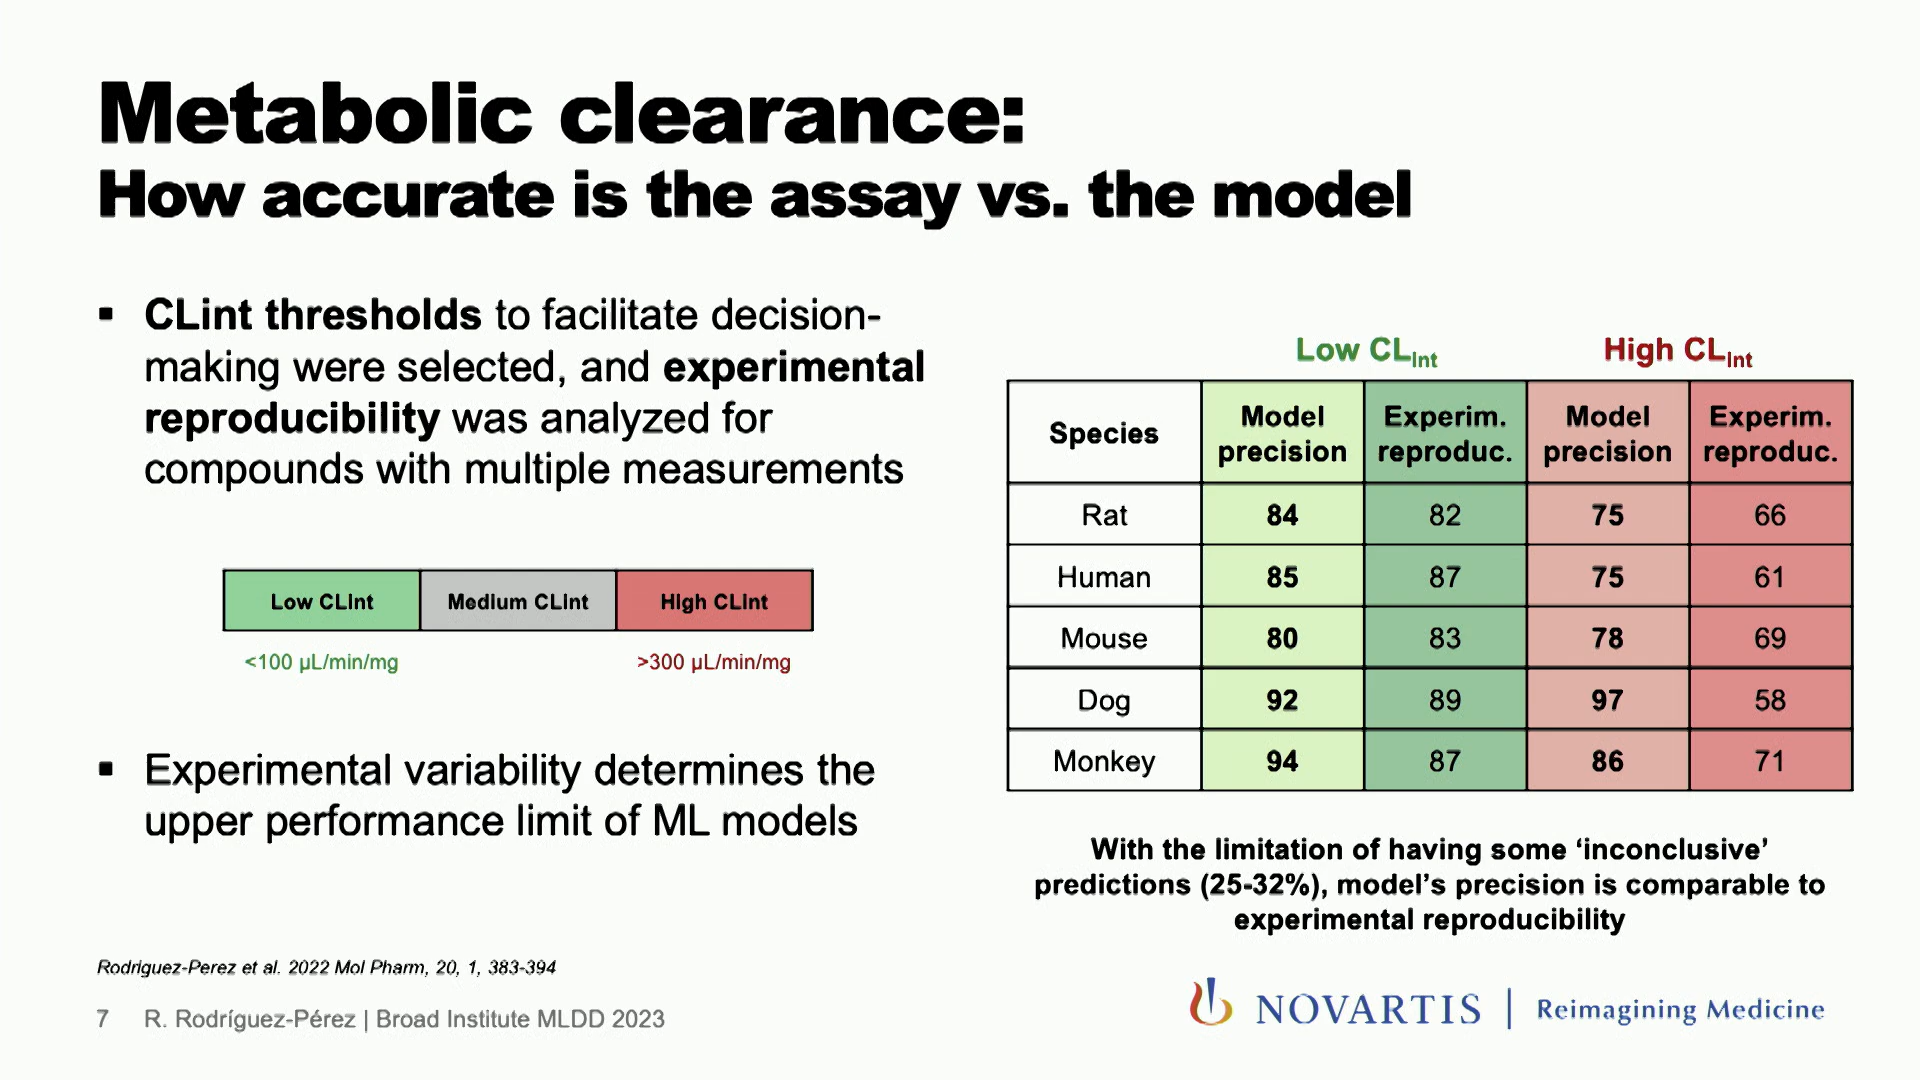 Metabolic clearance:
How accurate is the assay vs. the model
▪ CLint thresholds to facilitate decision-
making were selected, and experimental
reproducibility was analyzed for
compounds with multiple measurements
Low CLint Medium CLint High CLint
<100 µL/min/mg >300 µL/min/mg
▪ Experimental variability determines the
upper performance limit of ML models
Low CLint High CLint
Species Model precision Experim. reproduc. Model precision Experim. reproduc.
Rat 84 82 75 66
Human 85 87 75 61
Mouse 80 83 78 69
Dog 92 89 97 58
Monkey 94 87 86 71
With the limitation of having some ‘inconclusive’
predictions (25-32%), model’s precision is comparable to
experimental reproducibility
Rodriguez-Perez et al. 2022 Mol Pharm, 20, 1, 383-394
7 R. Rodríguez-Pérez | Broad Institute MLDD 2023
NOVARTIS | Reimagining Medicine